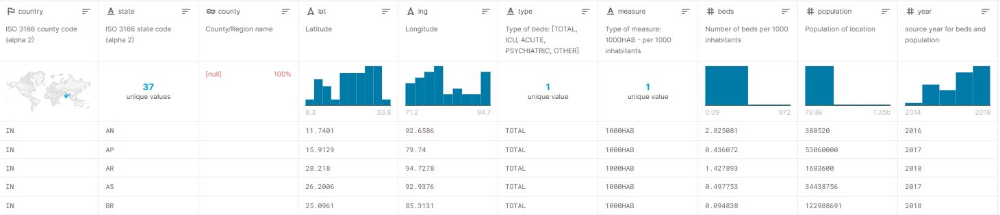 country state county lat lng type measure beds population year
ISO 3166 county code ISO 3166 state code County/Region name Latitude Longitude Type of beds: [TOTAL, Type of measure: Number of beds per 1000 Population of location source year for beds and
(alpha 2) (alpha 2) ICU, ACUTE, 1000HAB - per 1000 inhabitants population
PSYCHIATRIC, OTHER] inhabitants
[null] 100%
37 1 1
unique values unique value unique value
8.3 33.8 71.2 94.7 0.09 972 79.8k 1.35b 2014 2018
IN AN 11.7401 92.6586 TOTAL 1000HAB 2.825081 380520 2016
IN AP 15.9129 79.74 TOTAL 1000HAB 0.436072 53060000 2017
IN AR 28.218 94.7278 TOTAL 1000HAB 1.427893 1683600 2018
IN AS 26.2006 92.9376 TOTAL 1000HAB 0.497753 34438756 2017
IN BR 25.0961 85.3131 TOTAL 1000HAB 0.094838 122988691 2018